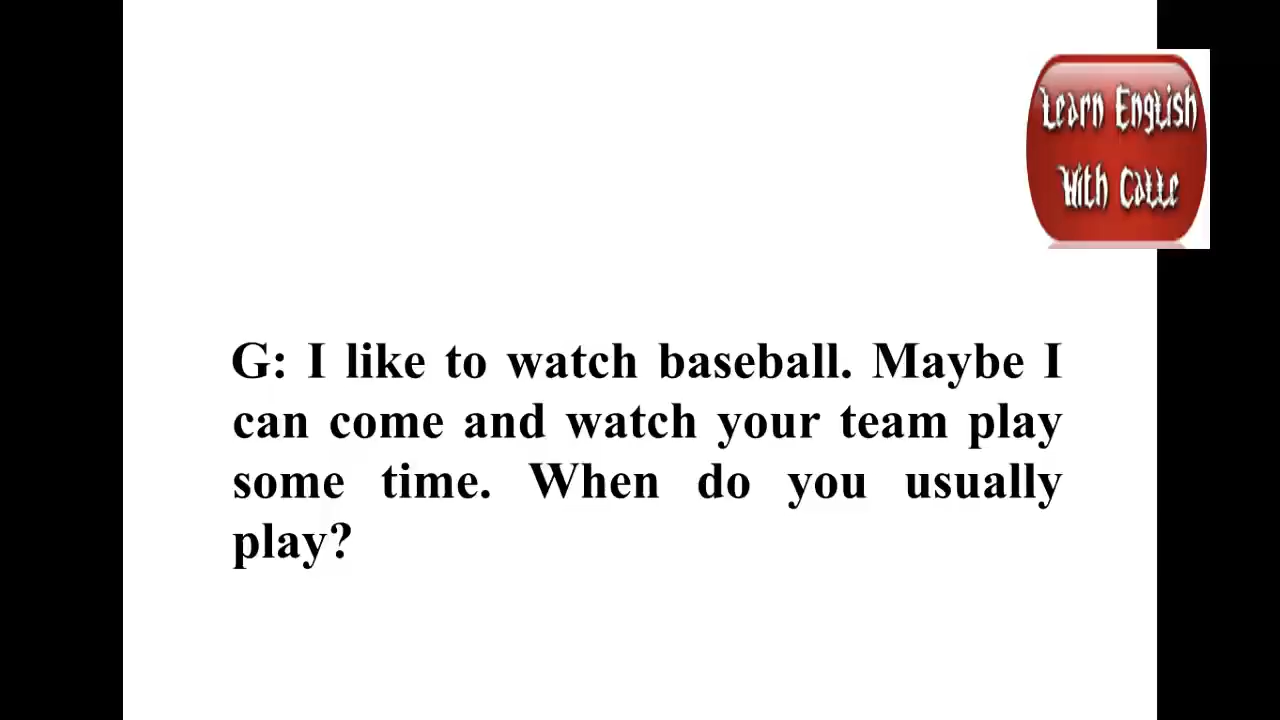 Learn English
With Catte
G: I like to watch baseball. Maybe I
can come and watch your team play
some time. When do you usually
play?